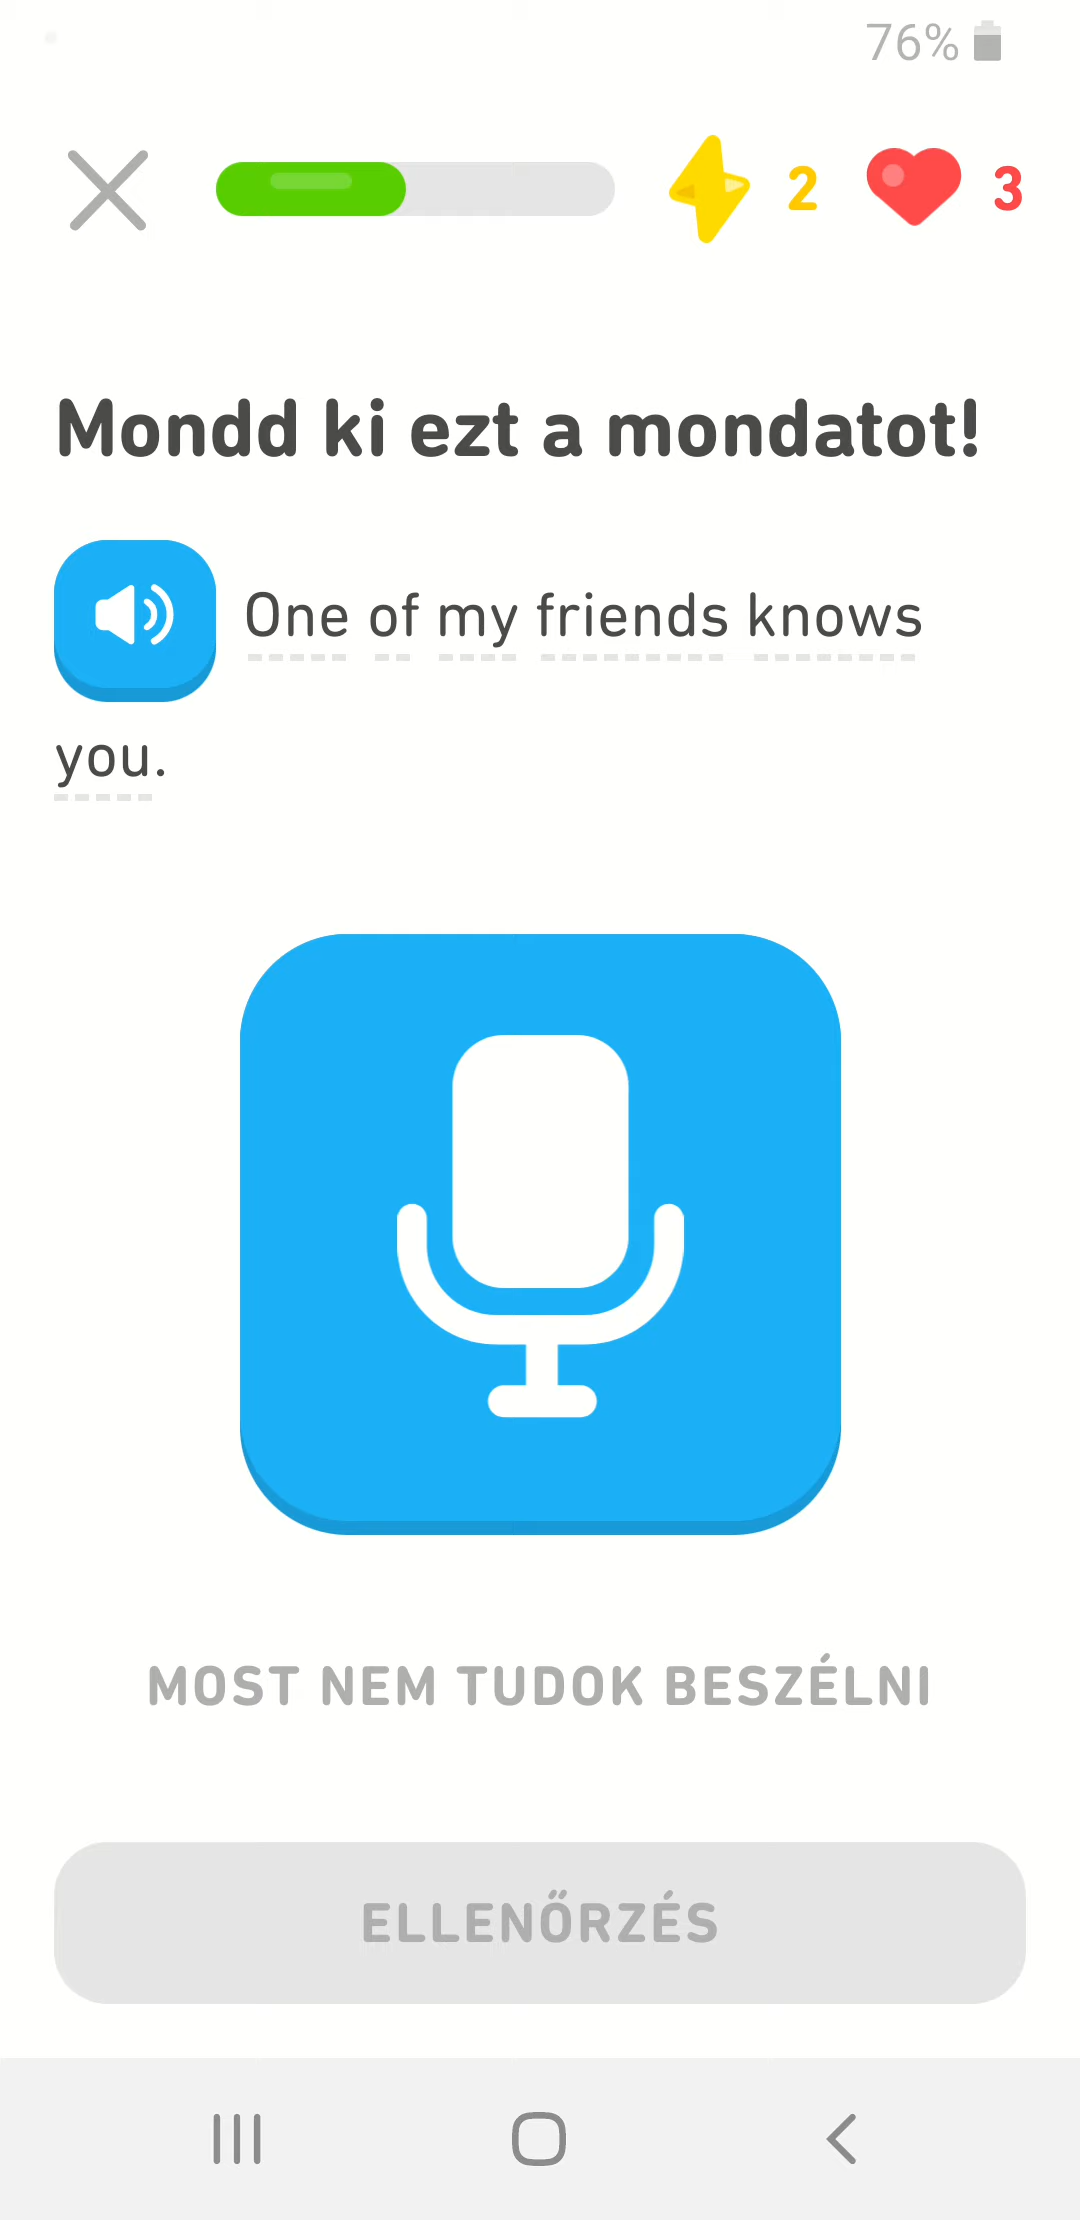 76%
2
3
Mondd ki ezt a mondatot!
One of my friends knows
you.
MOST NEM TUDOK BESZÉLNI
ELLENŐRZÉS